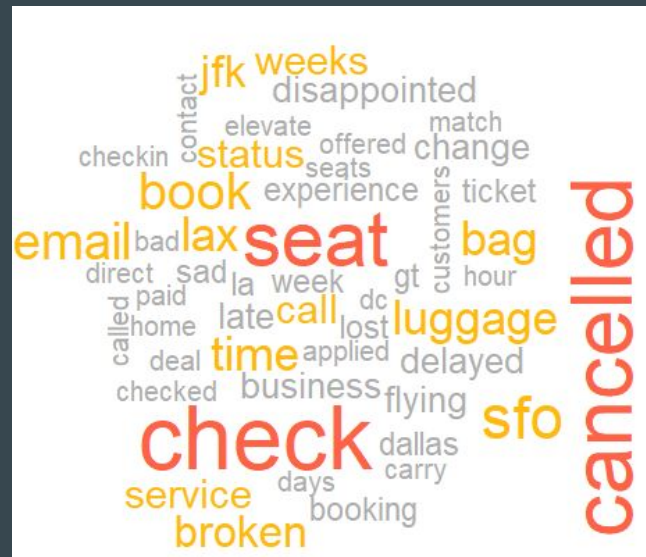 jfk weeks
contact disappointed
elevate match
checkin status offered change
seats
book experience customers ticket
email bad lax seat bag cancelled
direct sad la week gt hour
called paid dc
home late call lost luggage
deal time applied delayed
checked business flying
check sfo
dallas
days carry
service booking
broken